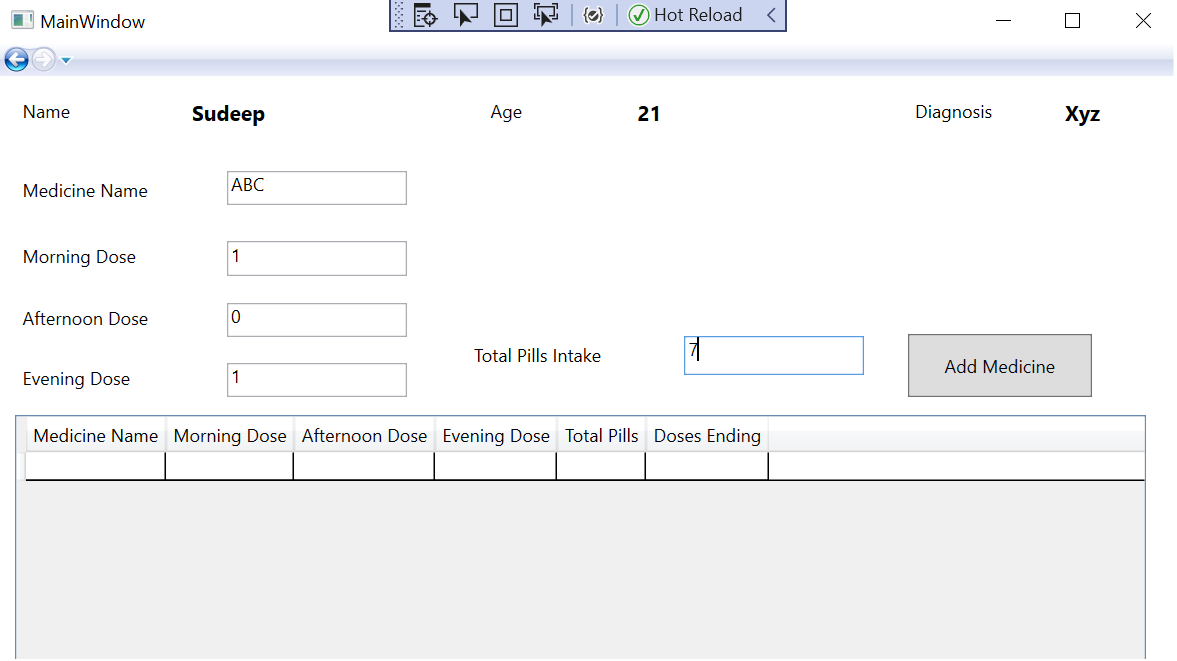 MainWindow
Hot Reload
Name Sudeep Age 21 Diagnosis Xyz
Medicine Name ABC
Morning Dose 1
Afternoon Dose 0
Total Pills Intake 7 Add Medicine
Evening Dose 1
Medicine Name Morning Dose Afternoon Dose Evening Dose Total Pills Doses Ending